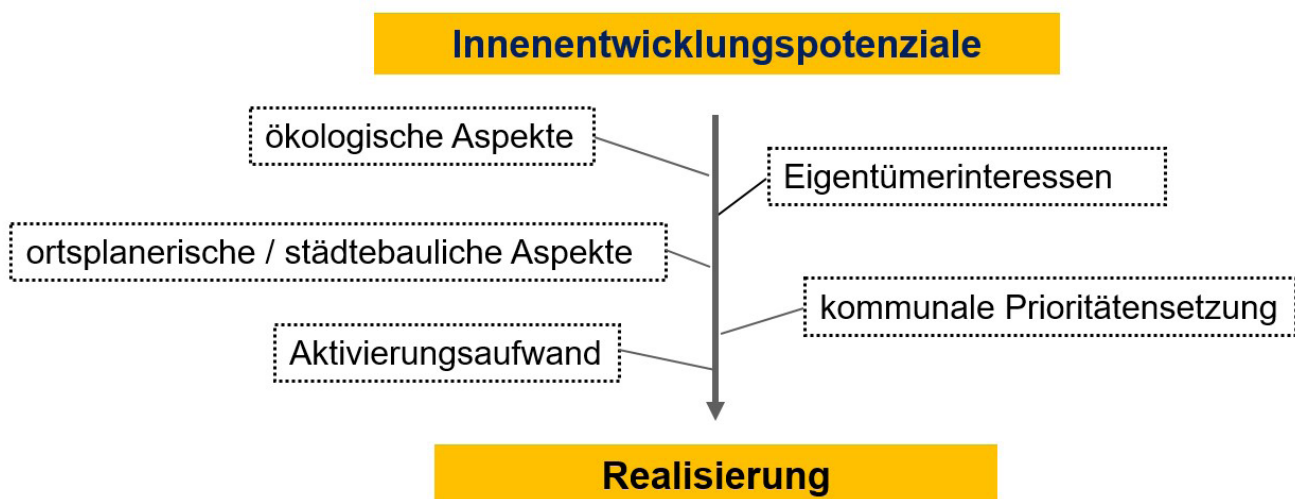 Innenentwicklungspotenziale
ökologische Aspekte
Eigentümerinteressen
ortsplanerische / städtebauliche Aspekte
kommunale Prioritätensetzung
Aktivierungsaufwand
Realisierung